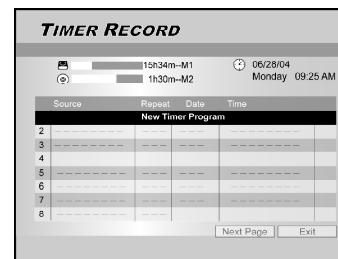 TIMER RECORD
15h34m--M1 06/28/04
1h30m--M2 Monday 09:25 AM
Source Repeat Date Time
New Timer Program
2 -------- --- --- --------
3 -------- --- --- --------
4
5 -------- --- --- --------
6 -------- --- --- --------
7 -------- --- --- --------
8 -------- --- --- --------
Next Page Exit